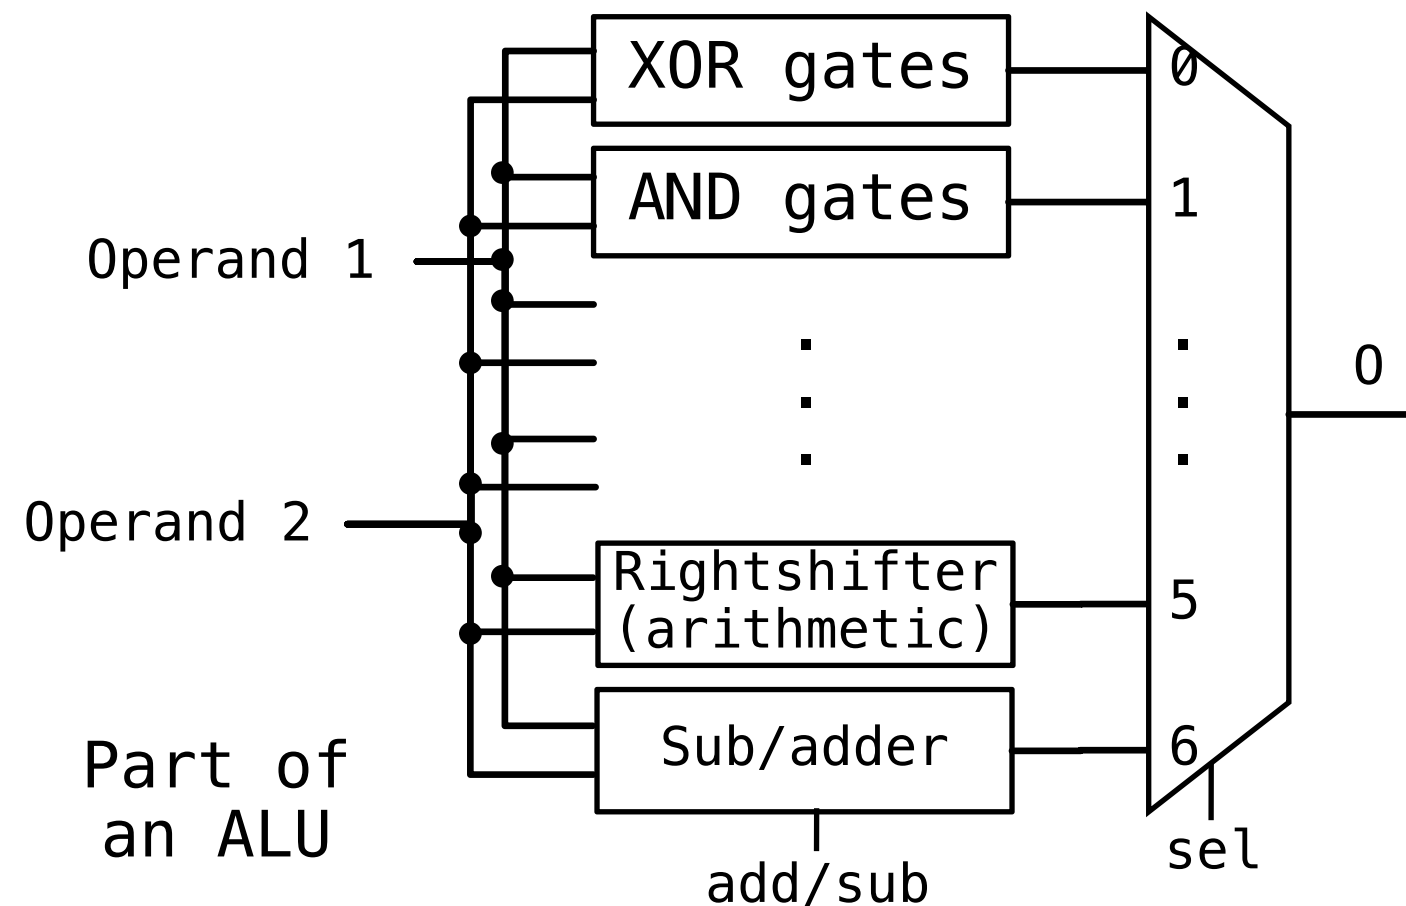 XOR gates
0
AND gates
1
Operand 1
.
.
.
.
.
.
O
Operand 2
Rightshifter
(arithmetic)
5
Sub/adder
6
Part of
an ALU
sel
add/sub